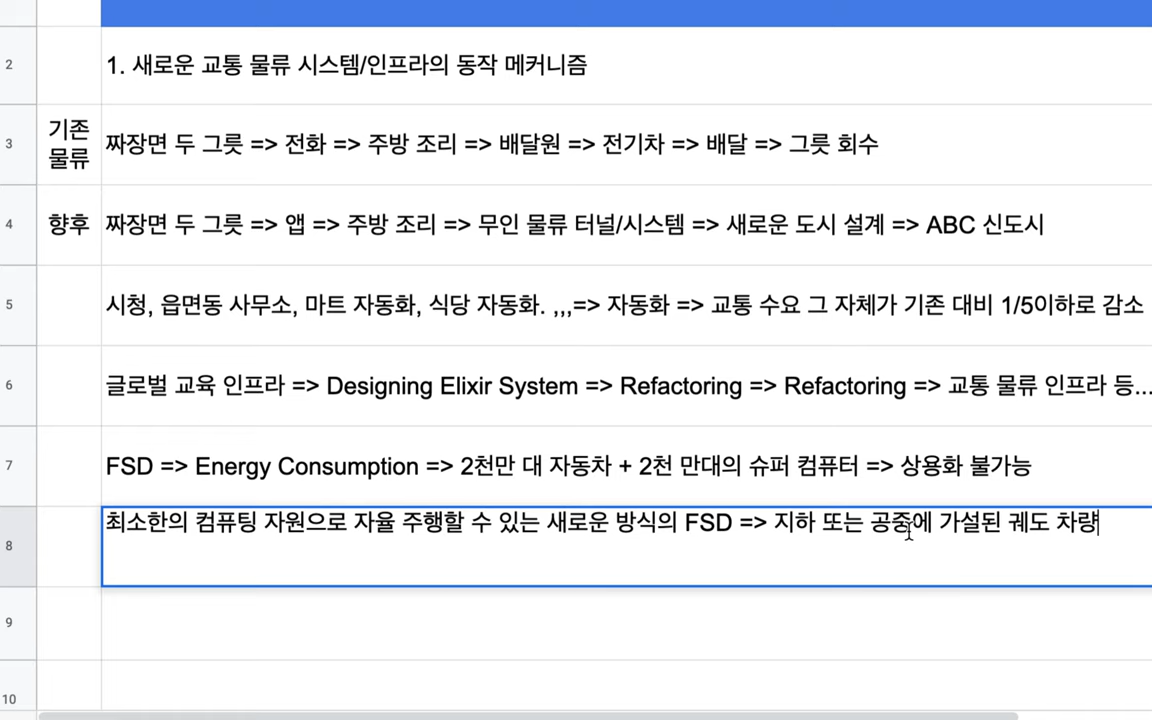 2
1. 새로운 교통 물류 시스템/인프라의 동작 메커니즘
3
기존
물류
짜장면 두 그릇 => 전화 => 주방 조리 => 배달원 => 전기차 => 배달 => 그릇 회수
4
향후
짜장면 두 그릇 => 앱 => 주방 조리 => 무인 물류 터널/시스템 => 새로운 도시 설계 => ABC 신도시
5
시청, 읍면동 사무소, 마트 자동화, 식당 자동화. ,,,=> 자동화 => 교통 수요 그 자체가 기존 대비 1/5이하로 감소
6
글로벌 교육 인프라 => Designing Elixir System => Refactoring => Refactoring => 교통 물류 인프라 등...
7
FSD => Energy Consumption => 2천만 대 자동차 + 2천 만대의 슈퍼 컴퓨터 => 상용화 불가능
8
최소한의 컴퓨팅 자원으로 자율 주행할 수 있는 새로운 방식의 FSD => 지하 또는 공중에 가설된 궤도 차량
9
10